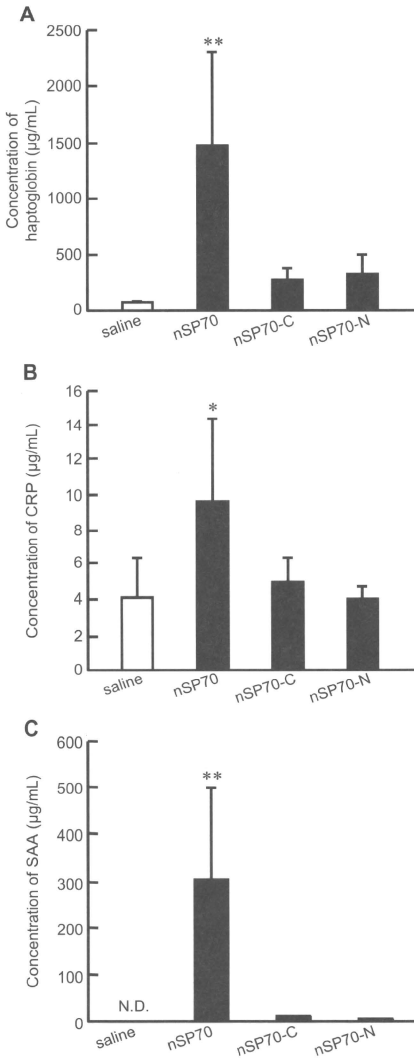 A
Concentration of
haptoglobin (µg/mL)
2500
2000
1500
1000
500
0
**
saline
nSP70
nSP70-C
nSP70-N
B
Concentration of CRP (µg/mL)
16
14
12
10
8
6
4
2
0
*
saline
nSP70
nSP70-C
nSP70-N
C
Concentration of SAA (µg/mL)
600
500
400
300
200
100
0
**
N.D.
saline
nSP70
nSP70-C
nSP70-N